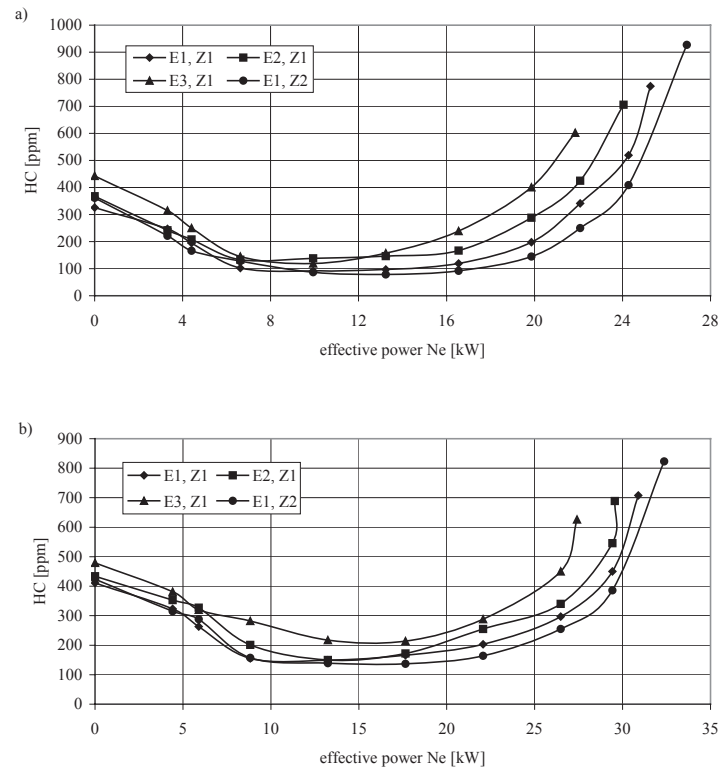 a)
1000
900
800
700
600
500
400
300
200
100
0
HC [ppm]
E1, Z1 E2, Z1
E3, Z1 E1, Z2
0 4 8 12 16 20 24 28
effective power Ne [kW]
b)
900
800
700
600
500
400
300
200
100
0
HC [ppm]
E1, Z1 E2, Z1
E3, Z1 E1, Z2
0 5 10 15 20 25 30 35
effective power Ne [kW]